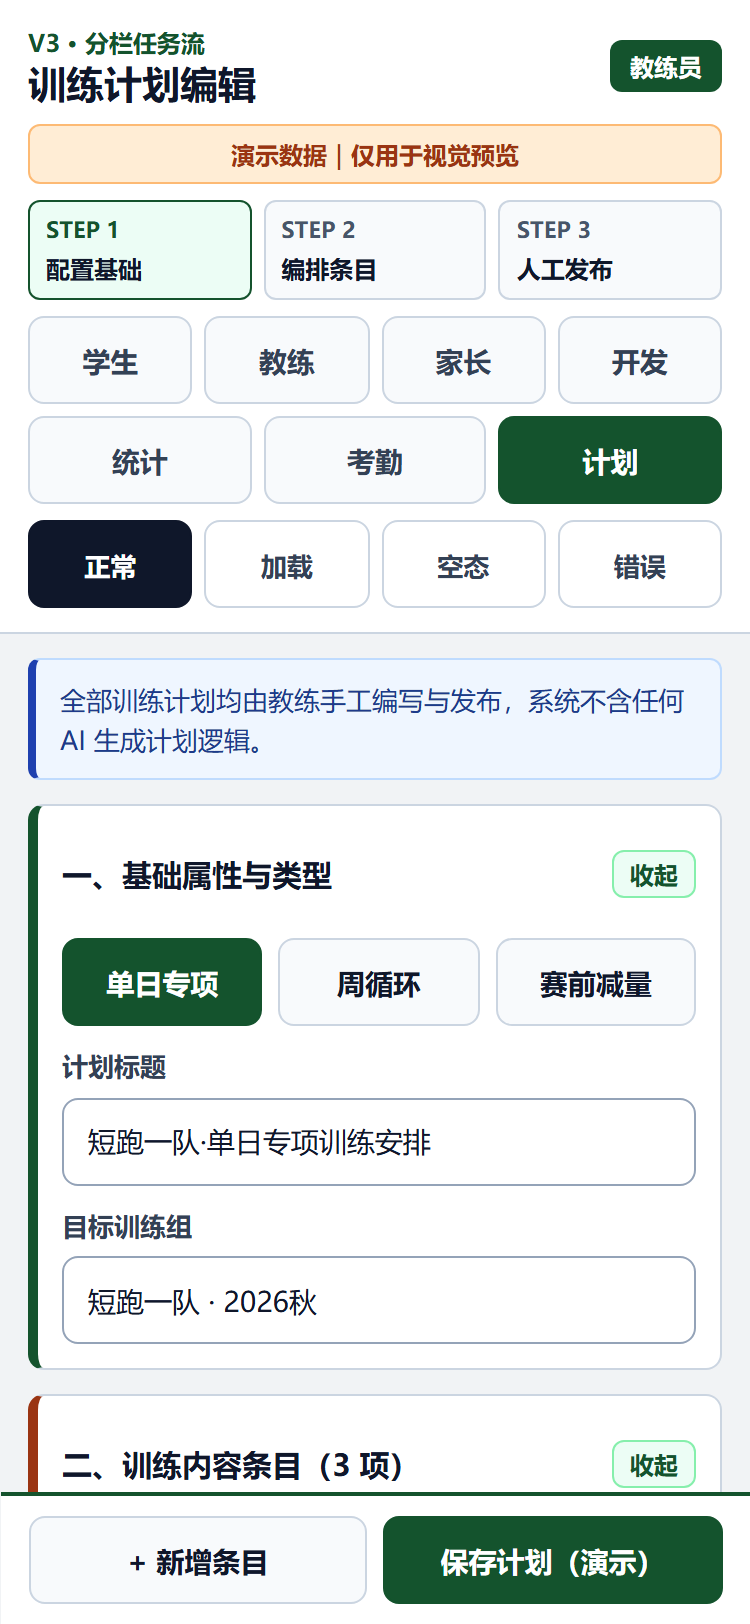 V3 • 分栏任务流
训练计划编辑
教练员
演示数据｜仅用于视觉预览
STEP 1
配置基础
STEP 2
编排条目
STEP 3
人工发布
学生
教练
家长
开发
统计
考勤
计划
正常
加载
空态
错误
全部训练计划均由教练手工编写与发布，系统不含任何
AI 生成计划逻辑。
一、基础属性与类型
收起
单日专项
周循环
赛前减量
计划标题
短跑一队·单日专项训练安排
目标训练组
短跑一队 · 2026秋
二、训练内容条目（3 项）
收起
+ 新增条目
保存计划（演示）